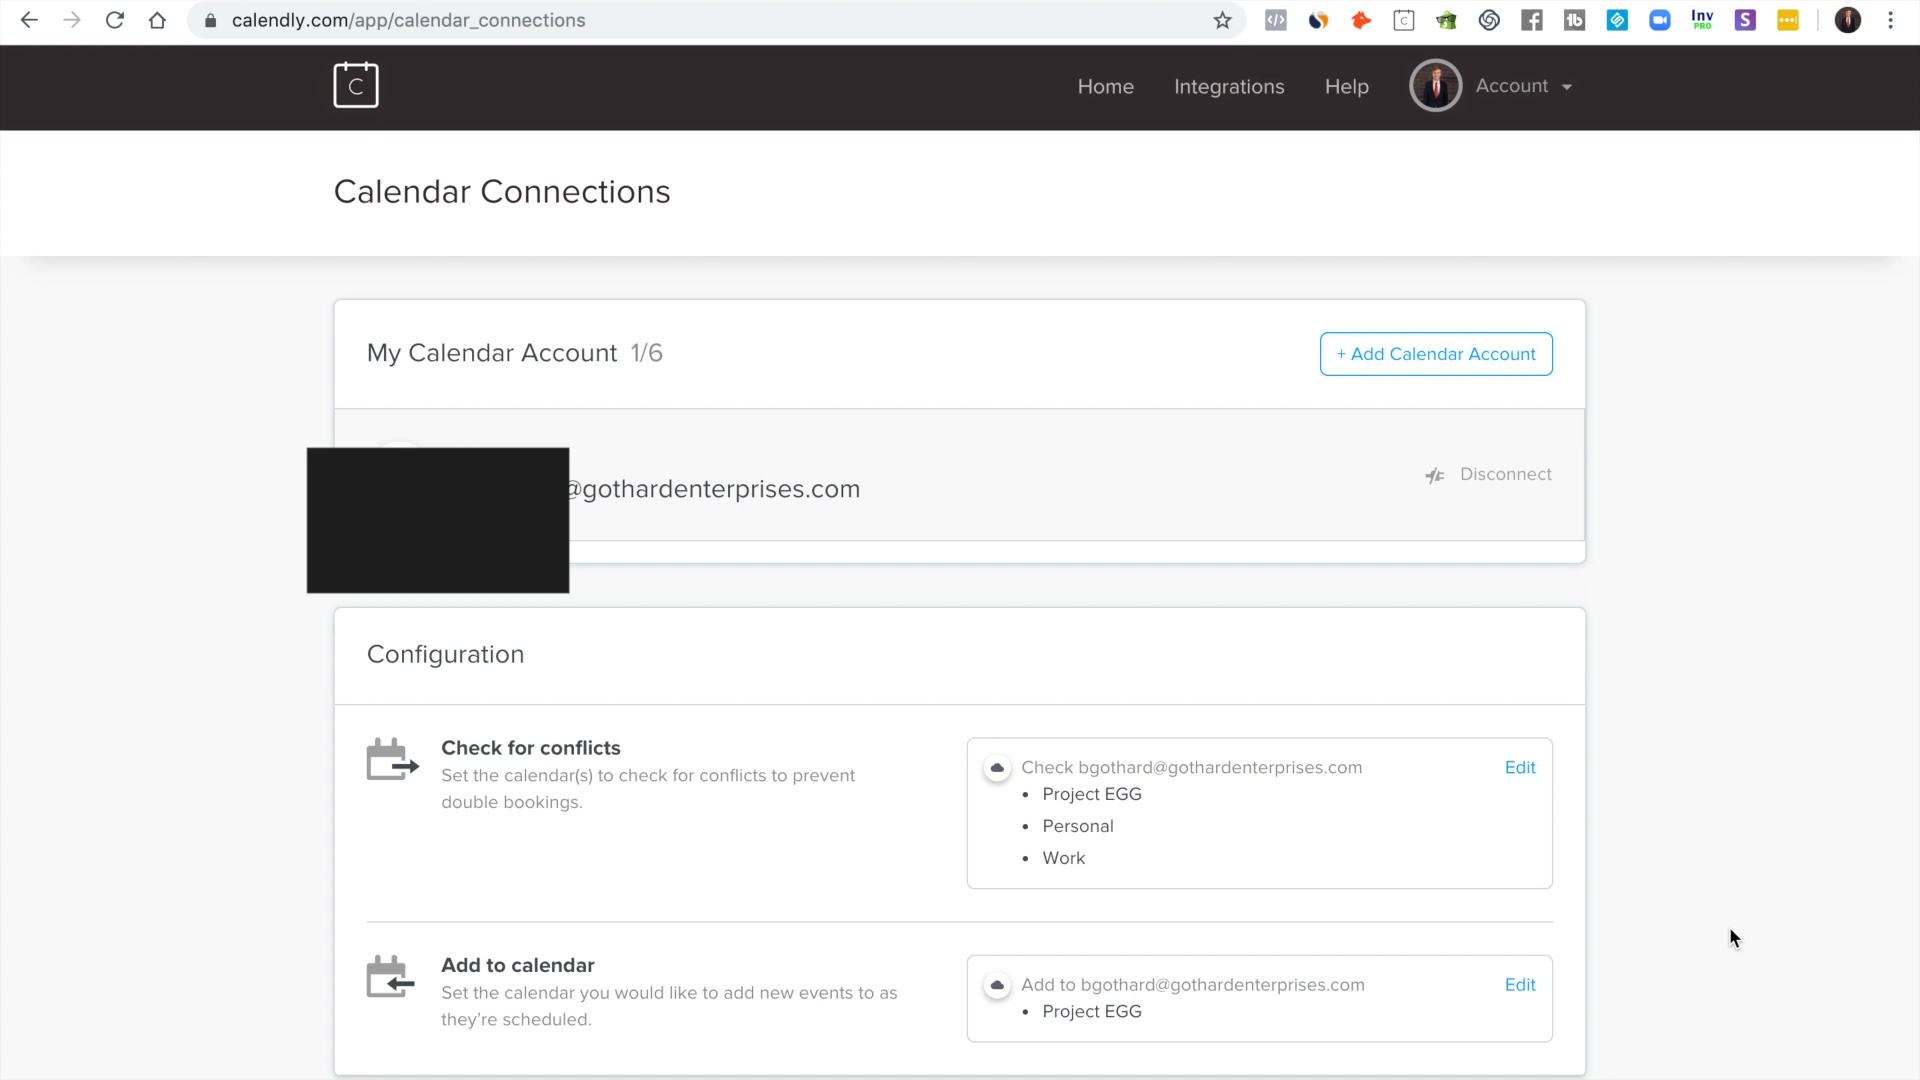 calendly.com/app/calendar_connections
Inv
PRO
C
Home
Integrations
Help
Account
Calendar Connections
My Calendar Account 1/6
+ Add Calendar Account
@gothardenterprises.com
Disconnect
Configuration
Check for conflicts
Set the calendar(s) to check for conflicts to prevent
double bookings.
Check bgothard@gothardenterprises.com
Edit
• Project EGG
• Personal
• Work
Add to calendar
Set the calendar you would like to add new events to as
they're scheduled.
Add to bgothard@gothardenterprises.com
Edit
• Project EGG